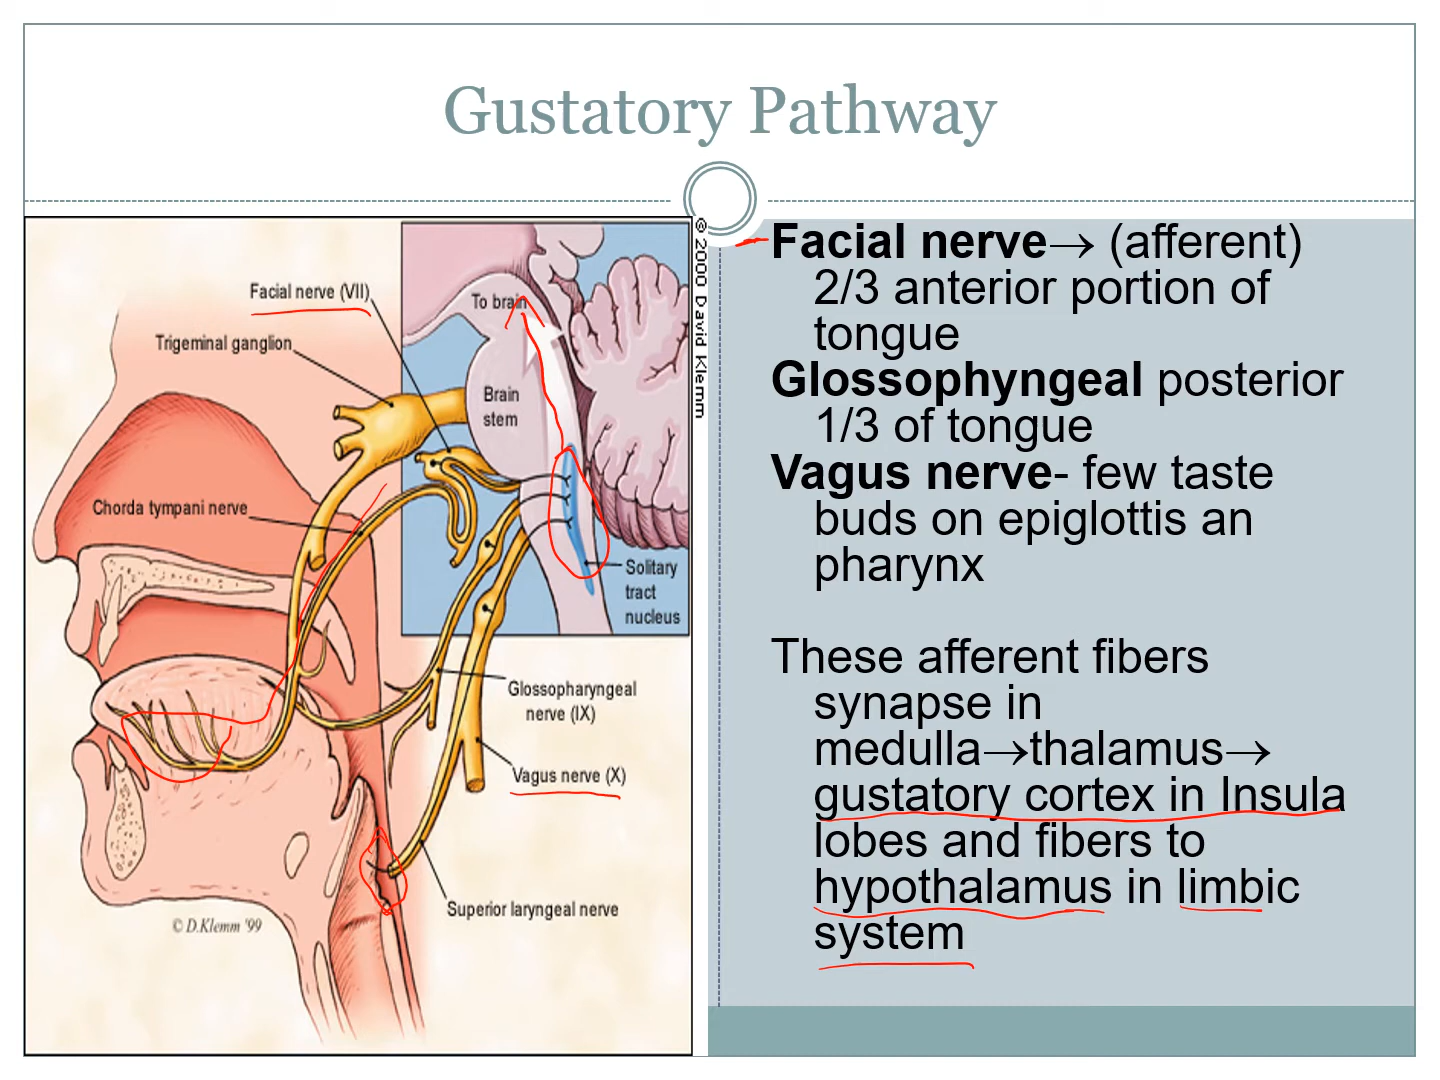 Gustatory Pathway
Facial nerve (VII)
Trigeminal ganglion
Chorda tympani nerve
To brain
Brain
stem
Solitary
tract
nucleus
Glossopharyngeal
nerve (IX)
Vagus nerve (X)
Superior laryngeal nerve
© D.Klemm '99
© 2000 David Klemm
Facial nerve→ (afferent)
2/3 anterior portion of
tongue
Glossophyngeal posterior
1/3 of tongue
Vagus nerve- few taste
buds on epiglottis an
pharynx
These afferent fibers
synapse in
medulla→thalamus→
gustatory cortex in Insula
lobes and fibers to
hypothalamus in limbic
system